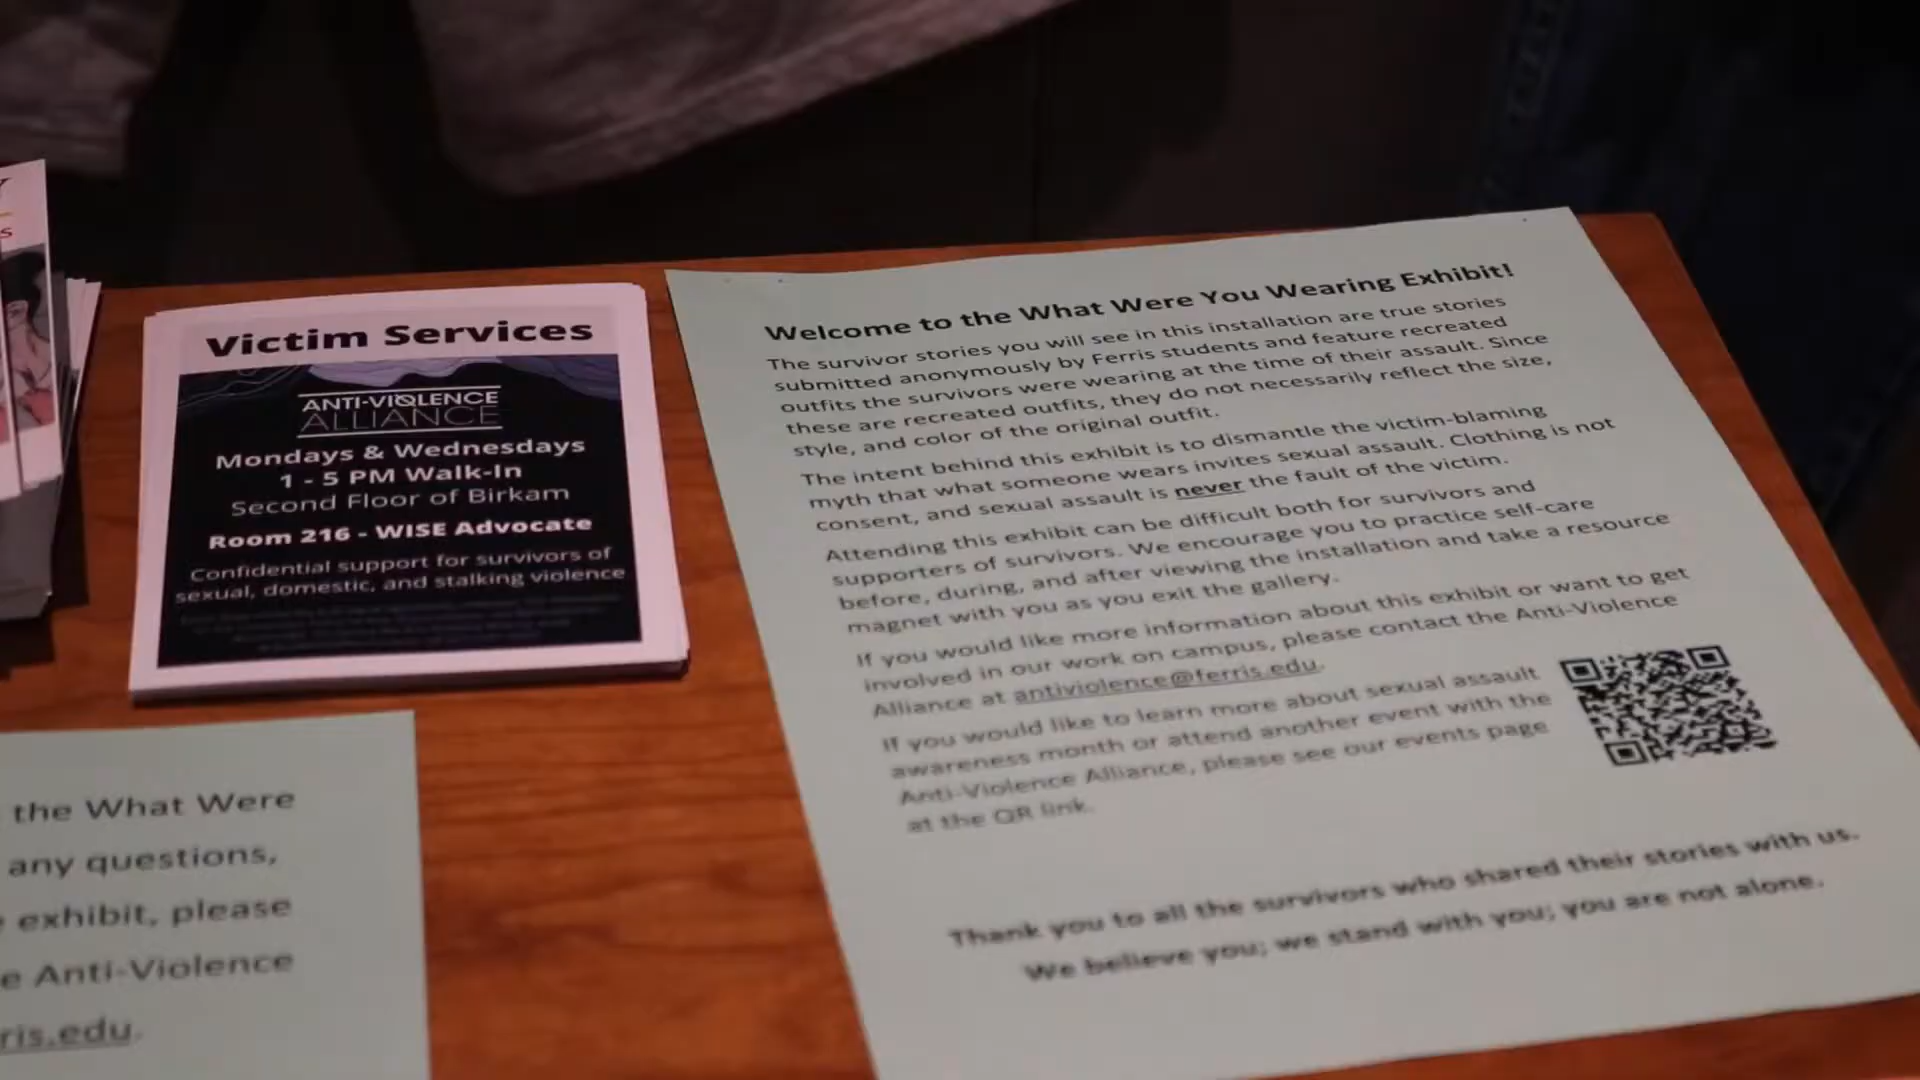 Y
s
Victim Services
ANTI-VIOLENCE
ALLIANCE
Mondays & Wednesdays
1 - 5 PM Walk-In
Second Floor of Birkam
Room 216 - WISE Advocate
Confidential support for survivors of
sexual, domestic, and stalking violence
the What Were
any questions,
exhibit, please
Anti-Violence
ris.edu.
Welcome to the What Were You Wearing Exhibit!
The survivor stories you will see in this installation are true stories
submitted anonymously by Ferris students and feature recreated
outfits the survivors were wearing at the time of their assault. Since
these are recreated outfits, they do not necessarily reflect the size,
style, and color of the original outfit.
The intent behind this exhibit is to dismantle the victim-blaming
myth that what someone wears invites sexual assault. Clothing is not
consent, and sexual assault is never the fault of the victim.
Attending this exhibit can be difficult both for survivors and
supporters of survivors. We encourage you to practice self-care
before, during, and after viewing the installation and take a resource
magnet with you as you exit the gallery.
If you would like more information about this exhibit or want to get
involved in our work on campus, please contact the Anti-Violence
Alliance at antiviolence@ferris.edu.
If you would like to learn more about sexual assault
awareness month or attend another event with the
Anti-Violence Alliance, please see our events page
at the QR link.
Thank you to all the survivors who shared their stories with us.
We believe you; we stand with you; you are not alone.